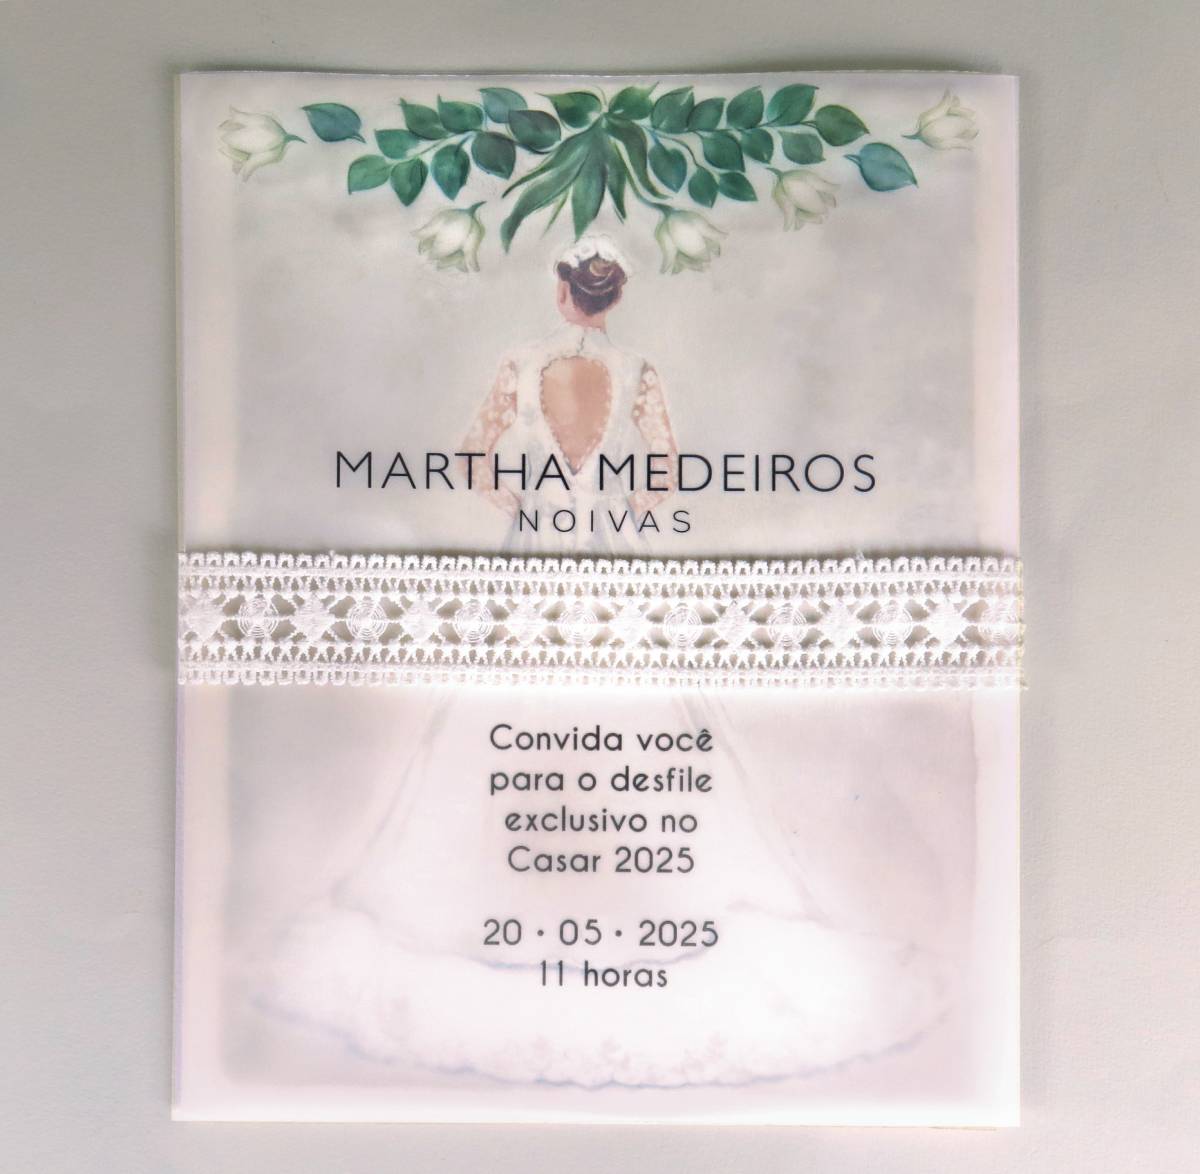 MARTHA MEDEIROS
NOIVAS
Convida você
para o desfile
exclusivo no
Casar 2025
20 • 05 • 2025
11 horas